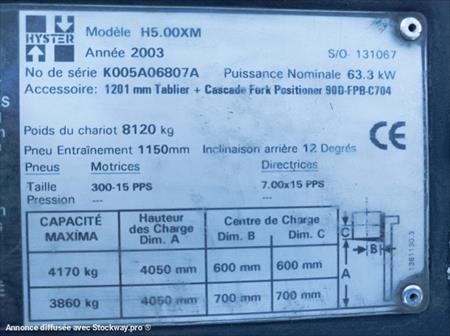 HYSTER
Modèle H5.00XM
Année 2003
S/O 131067
No de série K005A06807A Puissance Nominale 63.3 kW
Accessoire: 1201 mm Tablier + Cascade Fork Positioner 90D-FPB-C704
Poids du chariot 8120 kg
CE
Pneu Entraînement 1150mm Inclinaison arrière 12 Degrés
Pneus Motrices Directrices
Taille 300-15 PPS 7.00x15 PPS
Pression --- ---
CAPACITÉ MAXÍMA
Hauteur des Charge Dim. A
Centre de Charge
Dim. B Dim. C
4170 kg 4050 mm 600 mm 600 mm
3860 kg 4050 mm 700 mm 700 mm
C
B
A
Annonce diffusée avec Stockway.pro ®